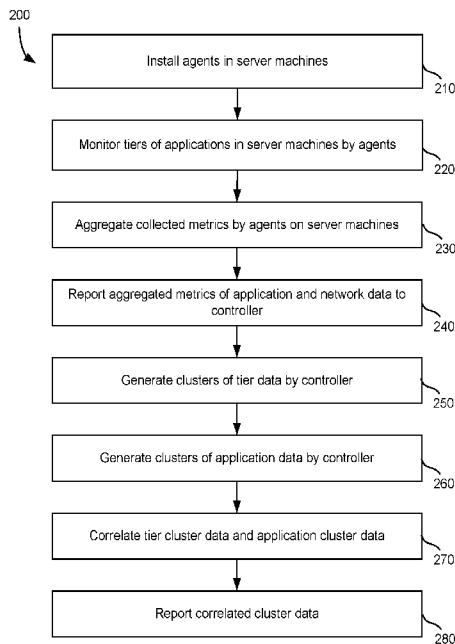 200
Install agents in server machines
210
Monitor tiers of applications in server machines by agents
220
Aggregate collected metrics by agents on server machines
230
Report aggregated metrics of application and network data to
controller
240
Generate clusters of tier data by controller
250
Generate clusters of application data by controller
260
Correlate tier cluster data and application cluster data
270
Report correlated cluster data
280